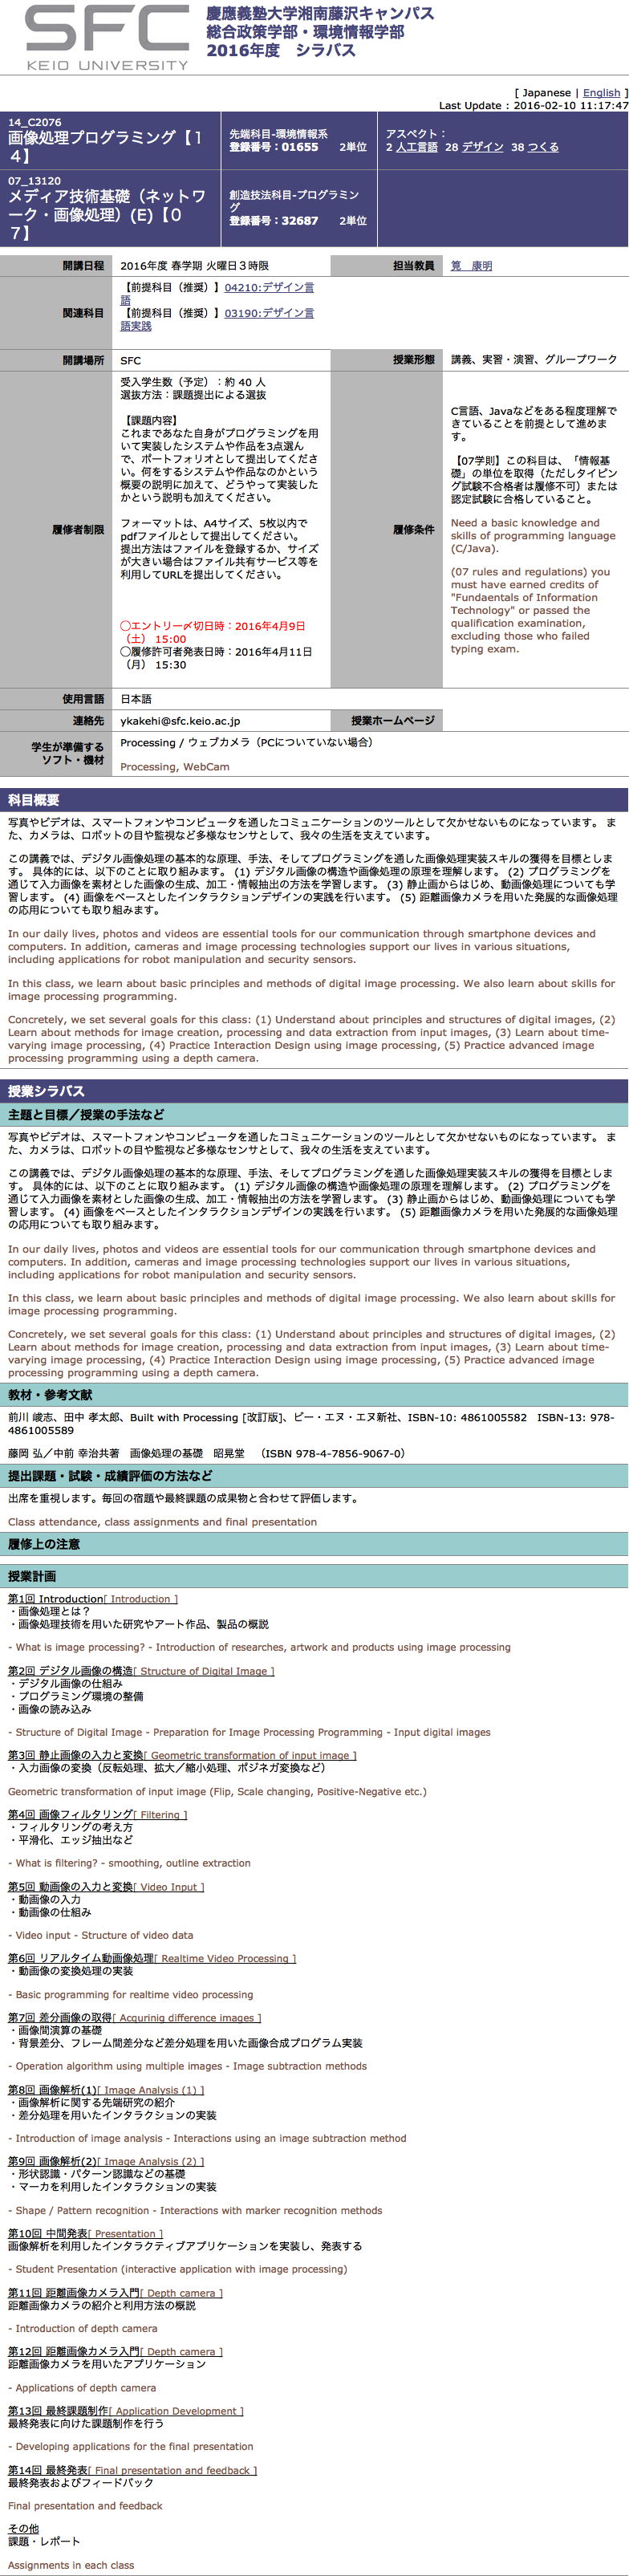 SFC
KEIO UNIVERSITY
慶應義塾大学湘南藤沢キャンパス
総合政策学部・環境情報学部
2016年度　シラバス
[ Japanese | English ]
Last Update : 2016-02-10 11:17:47
14_C2076
画像処理プログラミング【１
４】
先端科目-環境情報系
登録番号：01655　　2単位
アスペクト：
2 人工言語  28 デザイン  38 つくる
07_13120
メディア技術基礎（ネットワ
ーク・画像処理）(E)【０
７】
創造技法科目-プログラミン
グ
登録番号：32687　　2単位
開講日程
2016年度 春学期 火曜日３時限
担当教員
筧　康明
関連科目
【前提科目（推奨）】04210:デザイン言
語
【前提科目（推奨）】03190:デザイン言
語実践
開講場所
SFC
授業形態
講義、実習・演習、グループワーク
履修者制限
受入学生数（予定）：約 40 人
選抜方法：課題提出による選抜
【課題内容】
これまであなた自身がプログラミングを用
いて実装したシステムや作品を3点選ん
で、ポートフォリオとして提出してくださ
い。何をするシステムや作品なのかという
概要の説明に加えて、どうやって実装した
かという説明も加えてください。
フォーマットは、A4サイズ、5枚以内で
pdfファイルとして提出してください。
提出方法はファイルを登録するか、サイズ
が大きい場合はファイル共有サービス等を
利用してURLを提出してください。
◯エントリー〆切日時：2016年4月9日
（土） 15:00
◯履修許可者発表日時：2016年4月11日
（月） 15:30
履修条件
C言語、Javaなどをある程度理解で
きていることを前提として進めま
す。
【07学則】この科目は、「情報基
礎」の単位を取得（ただしタイピン
グ試験不合格者は履修不可）または
認定試験に合格していること。
Need a basic knowledge and
skills of programming language
(C/Java).
(07 rules and regulations) you
must have earned credits of
"Fundaentals of Information
Technology" or passed the
qualification examination,
excluding those who failed
typing exam.
使用言語
日本語
連絡先
ykakehi@sfc.keio.ac.jp
授業ホームページ
学生が準備する
ソフト・機材
Processing / ウェブカメラ（PCについていない場合）
Processing, WebCam
科目概要
写真やビデオは、スマートフォンやコンピュータを通したコミュニケーションのツールとして欠かせないものになっています。 ま
た、カメラは、ロボットの目や監視など多様なセンサとして、我々の生活を支えています。
この講義では、デジタル画像処理の基本的な原理、手法、そしてプログラミングを通した画像処理実装スキルの獲得を目標としま
す。 具体的には、以下のことに取り組みます。 (1) デジタル画像の構造や画像処理の原理を理解します。 (2) プログラミングを
通じて入力画像を素材とした画像の生成、加工・情報抽出の方法を学習します。 (3) 静止画からはじめ、動画像処理についても学
習します。 (4) 画像をベースとしたインタラクションデザインの実践を行います。 (5) 距離画像カメラを用いた発展的な画像処理
の応用についても取り組みます。
In our daily lives, photos and videos are essential tools for our communication through smartphone devices and
computers. In addition, cameras and image processing technologies support our lives in various situations,
including applications for robot manipulation and security sensors.
In this class, we learn about basic principles and methods of digital image processing. We also learn about skills for
image processing programming.
Concretely, we set several goals for this class: (1) Understand about principles and structures of digital images, (2)
Learn about methods for image creation, processing and data extraction from input images, (3) Learn about time-
varying image processing, (4) Practice Interaction Design using image processing, (5) Practice advanced image
processing programming using a depth camera.
授業シラバス
主題と目標／授業の手法など
写真やビデオは、スマートフォンやコンピュータを通したコミュニケーションのツールとして欠かせないものになっています。 ま
た、カメラは、ロボットの目や監視など多様なセンサとして、我々の生活を支えています。
この講義では、デジタル画像処理の基本的な原理、手法、そしてプログラミングを通した画像処理実装スキルの獲得を目標としま
す。 具体的には、以下のことに取り組みます。 (1) デジタル画像の構造や画像処理の原理を理解します。 (2) プログラミングを
通じて入力画像を素材とした画像の生成、加工・情報抽出の方法を学習します。 (3) 静止画からはじめ、動画像処理についても学
習します。 (4) 画像をベースとしたインタラクションデザインの実践を行います。 (5) 距離画像カメラを用いた発展的な画像処理
の応用についても取り組みます。
In our daily lives, photos and videos are essential tools for our communication through smartphone devices and
computers. In addition, cameras and image processing technologies support our lives in various situations,
including applications for robot manipulation and security sensors.
In this class, we learn about basic principles and methods of digital image processing. We also learn about skills for
image processing programming.
Concretely, we set several goals for this class: (1) Understand about principles and structures of digital images, (2)
Learn about methods for image creation, processing and data extraction from input images, (3) Learn about time-
varying image processing, (4) Practice Interaction Design using image processing, (5) Practice advanced image
processing programming using a depth camera.
教材・参考文献
前川 峻志、田中 孝太郎、Built with Processing [改訂版]、ビー・エヌ・エヌ新社、ISBN-10: 4861005582　ISBN-13: 978-
4861005589
藤岡 弘／中前 幸治共著　画像処理の基礎　昭晃堂　（ISBN 978-4-7856-9067-0）
提出課題・試験・成績評価の方法など
出席を重視します。毎回の宿題や最終課題の成果物と合わせて評価します。
Class attendance, class assignments and final presentation
履修上の注意
授業計画
第1回 Introduction[ Introduction ]
・画像処理とは？
・画像処理技術を用いた研究やアート作品、製品の概説
- What is image processing? - Introduction of researches, artwork and products using image processing
第2回 デジタル画像の構造[ Structure of Digital Image ]
・デジタル画像の仕組み
・プログラミング環境の整備
・画像の読み込み
- Structure of Digital Image - Preparation for Image Processing Programming - Input digital images
第3回 静止画像の入力と変換[ Geometric transformation of input image ]
・入力画像の変換（反転処理、拡大／縮小処理、ポジネガ変換など）
Geometric transformation of input image (Flip, Scale changing, Positive-Negative etc.)
第4回 画像フィルタリング[ Filtering ]
・フィルタリングの考え方
・平滑化、エッジ抽出など
- What is filtering? - smoothing, outline extraction
第5回 動画像の入力と変換[ Video Input ]
・動画像の入力
・動画像の仕組み
- Video input - Structure of video data
第6回 リアルタイム動画像処理[ Realtime Video Processing ]
・動画像の変換処理の実装
- Basic programming for realtime video processing
第7回 差分画像の取得[ Acqurinig difference images ]
・画像間演算の基礎
・背景差分、フレーム間差分など差分処理を用いた画像合成プログラム実装
- Operation algorithm using multiple images - Image subtraction methods
第8回 画像解析(1)[ Image Analysis (1) ]
・画像解析に関する先端研究の紹介
・差分処理を用いたインタラクションの実装
- Introduction of image analysis - Interactions using an image subtraction method
第9回 画像解析(2)[ Image Analysis (2) ]
・形状認識・パターン認識などの基礎
・マーカを利用したインタラクションの実装
- Shape / Pattern recognition - Interactions with marker recognition methods
第10回 中間発表[ Presentation ]
画像解析を利用したインタラクティブアプリケーションを実装し、発表する
- Student Presentation (interactive application with image processing)
第11回 距離画像カメラ入門[ Depth camera ]
距離画像カメラの紹介と利用方法の概説
- Introduction of depth camera
第12回 距離画像カメラ入門[ Depth camera ]
距離画像カメラを用いたアプリケーション
- Applications of depth camera
第13回 最終課題制作[ Application Development ]
最終発表に向けた課題制作を行う
- Developing applications for the final presentation
第14回 最終発表[ Final presentation and feedback ]
最終発表およびフィードバック
Final presentation and feedback
その他
課題・レポート
Assignments in each class